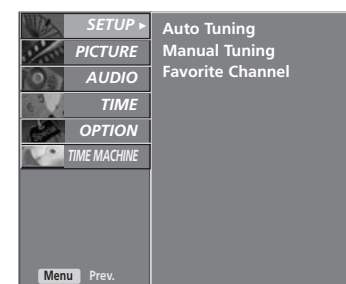 SETUP ▶
PICTURE
AUDIO
TIME
OPTION
TIME MACHINE
Auto Tuning
Manual Tuning
Favorite Channel
Menu Prev.